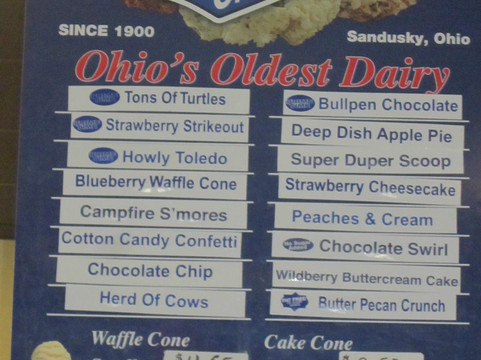 SINCE 1900
Sandusky, Ohio
Ohio's Oldest Dairy
Tons Of Turtles
Strawberry Strikeout
Howly Toledo
Blueberry Waffle Cone
Campfire S'mores
Cotton Candy Confetti
Chocolate Chip
Herd Of Cows
Bullpen Chocolate
Deep Dish Apple Pie
Super Duper Scoop
Strawberry Cheesecake
Peaches & Cream
Chocolate Swirl
Wildberry Buttercream Cake
Butter Pecan Crunch
Waffle Cone
Cake Cone